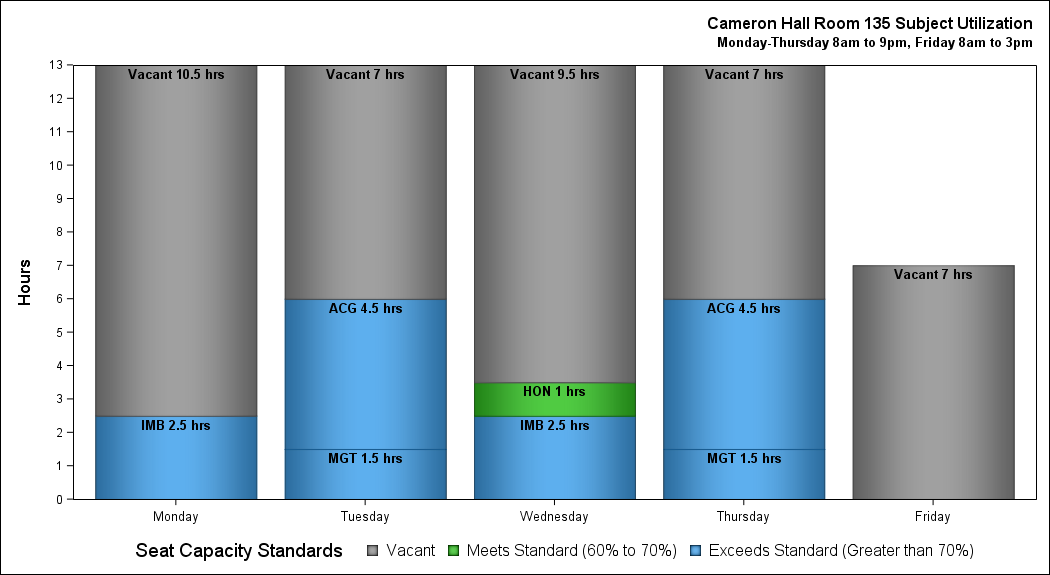 Cameron Hall Room 135 Subject Utilization
Monday-Thursday 8am to 9pm, Friday 8am to 3pm
Hours
13
12
11
10
9
8
7
6
5
4
3
2
1
0
Vacant 10.5 hrs
IMB 2.5 hrs
Vacant 7 hrs
ACG 4.5 hrs
MGT 1.5 hrs
Vacant 9.5 hrs
HON 1 hrs
IMB 2.5 hrs
Vacant 7 hrs
ACG 4.5 hrs
MGT 1.5 hrs
Vacant 7 hrs
Monday Tuesday Wednesday Thursday Friday
Seat Capacity Standards Vacant Meets Standard (60% to 70%) Exceeds Standard (Greater than 70%)